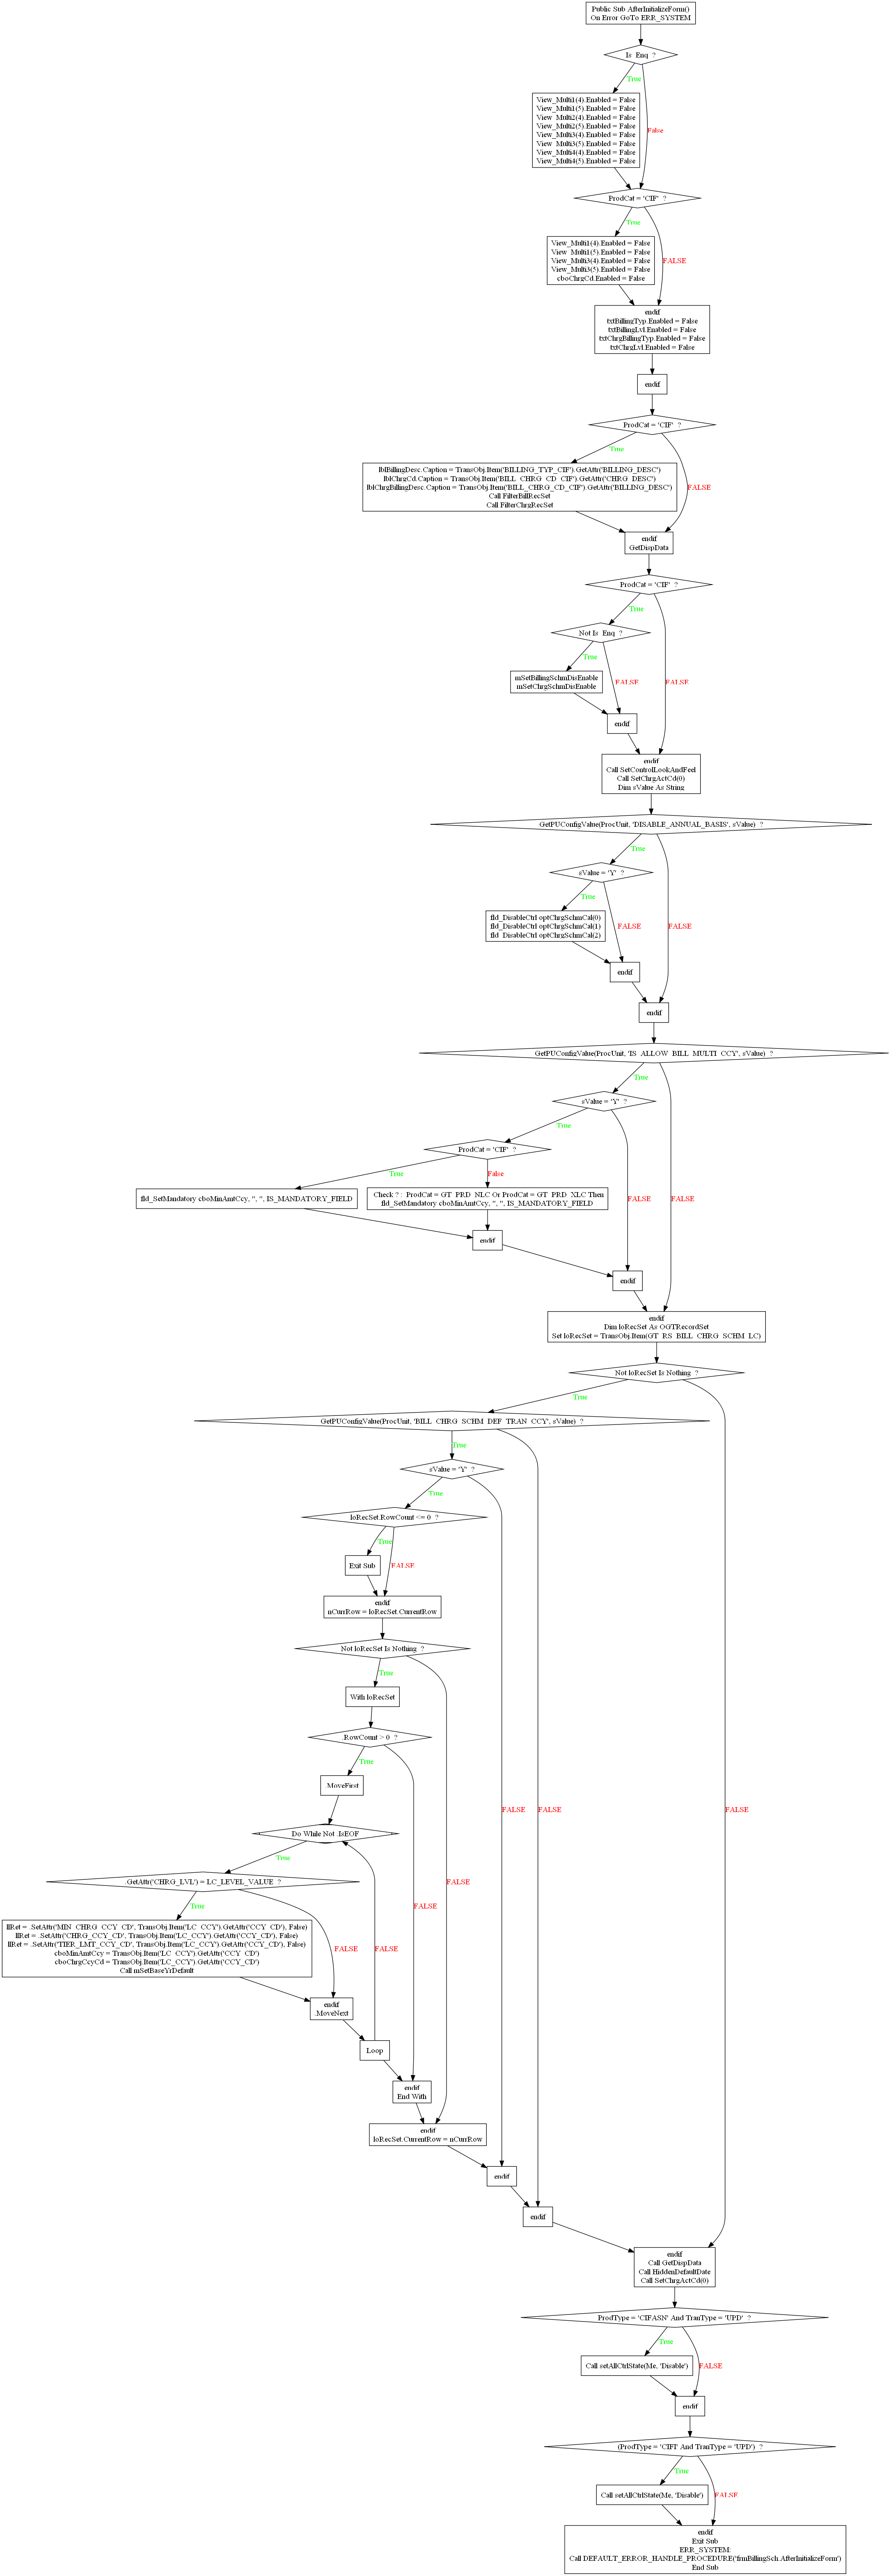 Public Sub AfterInitializeForm()
On Error GoTo ERR_SYSTEM
Is_Enq ?
True
View_Multi1(4).Enabled = False
View_Multi1(5).Enabled = False
View_Multi2(4).Enabled = False
View_Multi2(5).Enabled = False
View_Multi3(4).Enabled = False
View_Multi3(5).Enabled = False
View_Multi4(4).Enabled = False
View_Multi4(5).Enabled = False
False
ProdCat = 'CIF' ?
True
View_Multi1(4).Enabled = False
View_Multi1(5).Enabled = False
View_Multi3(4).Enabled = False
View_Multi3(5).Enabled = False
cboChrgCd.Enabled = False
FALSE
endif
txtBillingTyp.Enabled = False
txtBillingLvl.Enabled = False
txtChrgBillingTyp.Enabled = False
txtChrgLvl.Enabled = False
endif
ProdCat = 'CIF' ?
True
lblBillingDesc.Caption = TransObj.Item('BILLING_TYP_CIF').GetAttr('BILLING_DESC')
lblChrgCd.Caption = TransObj.Item('BILL_CHRG_CD_CIF').GetAttr('CHRG_DESC')
lblChrgBillingDesc.Caption = TransObj.Item('BILL_CHRG_CD_CIF').GetAttr('BILLING_DESC')
Call FilterBillRecSet
Call FilterChrgRecSet
FALSE
endif
GetDispData
ProdCat = 'CIF' ?
True
Not Is_Enq ?
True
mSetBillingSchmDisEnable
mSetChrgSchmDisEnable
FALSE
FALSE
endif
endif
Call SetControlLookAndFeel
Call SetChrgActCd(0)
Dim sValue As String
GetPUConfigValue(ProcUnit, 'DISABLE_ANNUAL_BASIS', sValue) ?
True
sValue = 'Y' ?
True
fld_DisableCtrl optChrgSchmCal(0)
fld_DisableCtrl optChrgSchmCal(1)
fld_DisableCtrl optChrgSchmCal(2)
FALSE
FALSE
endif
endif
GetPUConfigValue(ProcUnit, 'IS_ALLOW_BILL_MULTI_CCY', sValue) ?
True
sValue = 'Y' ?
True
ProdCat = 'CIF' ?
True
False
fld_SetMandatory cboMinAmtCcy, '', '', IS_MANDATORY_FIELD
Check ? : ProdCat = GT_PRD_NLC Or ProdCat = GT_PRD_XLC Then
fld_SetMandatory cboMinAmtCcy, '', '', IS_MANDATORY_FIELD
FALSE
FALSE
endif
endif
endif
Dim loRecSet As OGTRecordSet
Set loRecSet = TransObj.Item(GT_RS_BILL_CHRG_SCHM_LC)
Not loRecSet Is Nothing ?
True
GetPUConfigValue(ProcUnit, 'BILL_CHRG_SCHM_DEF_TRAN_CCY', sValue) ?
True
sValue = 'Y' ?
True
loRecSet.RowCount <= 0 ?
True
Exit Sub
FALSE
endif
nCurrRow = loRecSet.CurrentRow
Not loRecSet Is Nothing ?
True
With loRecSet
.RowCount > 0 ?
True
.MoveFirst
FALSE
FALSE
FALSE
Do While Not .IsEOF
True
.GetAttr('CHRG_LVL') = LC_LEVEL_VALUE ?
FALSE
True
FALSE
llRet = .SetAttr('MIN_CHRG_CCY_CD', TransObj.Item('LC_CCY').GetAttr('CCY_CD'), False)
llRet = .SetAttr('CHRG_CCY_CD', TransObj.Item('LC_CCY').GetAttr('CCY_CD'), False)
llRet = .SetAttr('TIER_LMT_CCY_CD', TransObj.Item('LC_CCY').GetAttr('CCY_CD'), False)
cboMinAmtCcy = TransObj.Item('LC_CCY').GetAttr('CCY_CD')
cboChrgCcyCd = TransObj.Item('LC_CCY').GetAttr('CCY_CD')
Call mSetBaseYrDefault
FALSE
FALSE
endif
.MoveNext
Loop
endif
End With
endif
loRecSet.CurrentRow = nCurrRow
endif
endif
endif
Call GetDispData
Call HiddenDefaultDate
Call SetChrgActCd(0)
ProdType = 'CIFASN' And TranType = 'UPD' ?
True
Call setAllCtrlState(Me, 'Disable')
FALSE
endif
(ProdType = 'CIFT' And TranType = 'UPD') ?
True
Call setAllCtrlState(Me, 'Disable')
FALSE
endif
Exit Sub
ERR_SYSTEM:
Call DEFAULT_ERROR_HANDLE_PROCEDURE('frmBillingSch.AfterInitializeForm')
End Sub